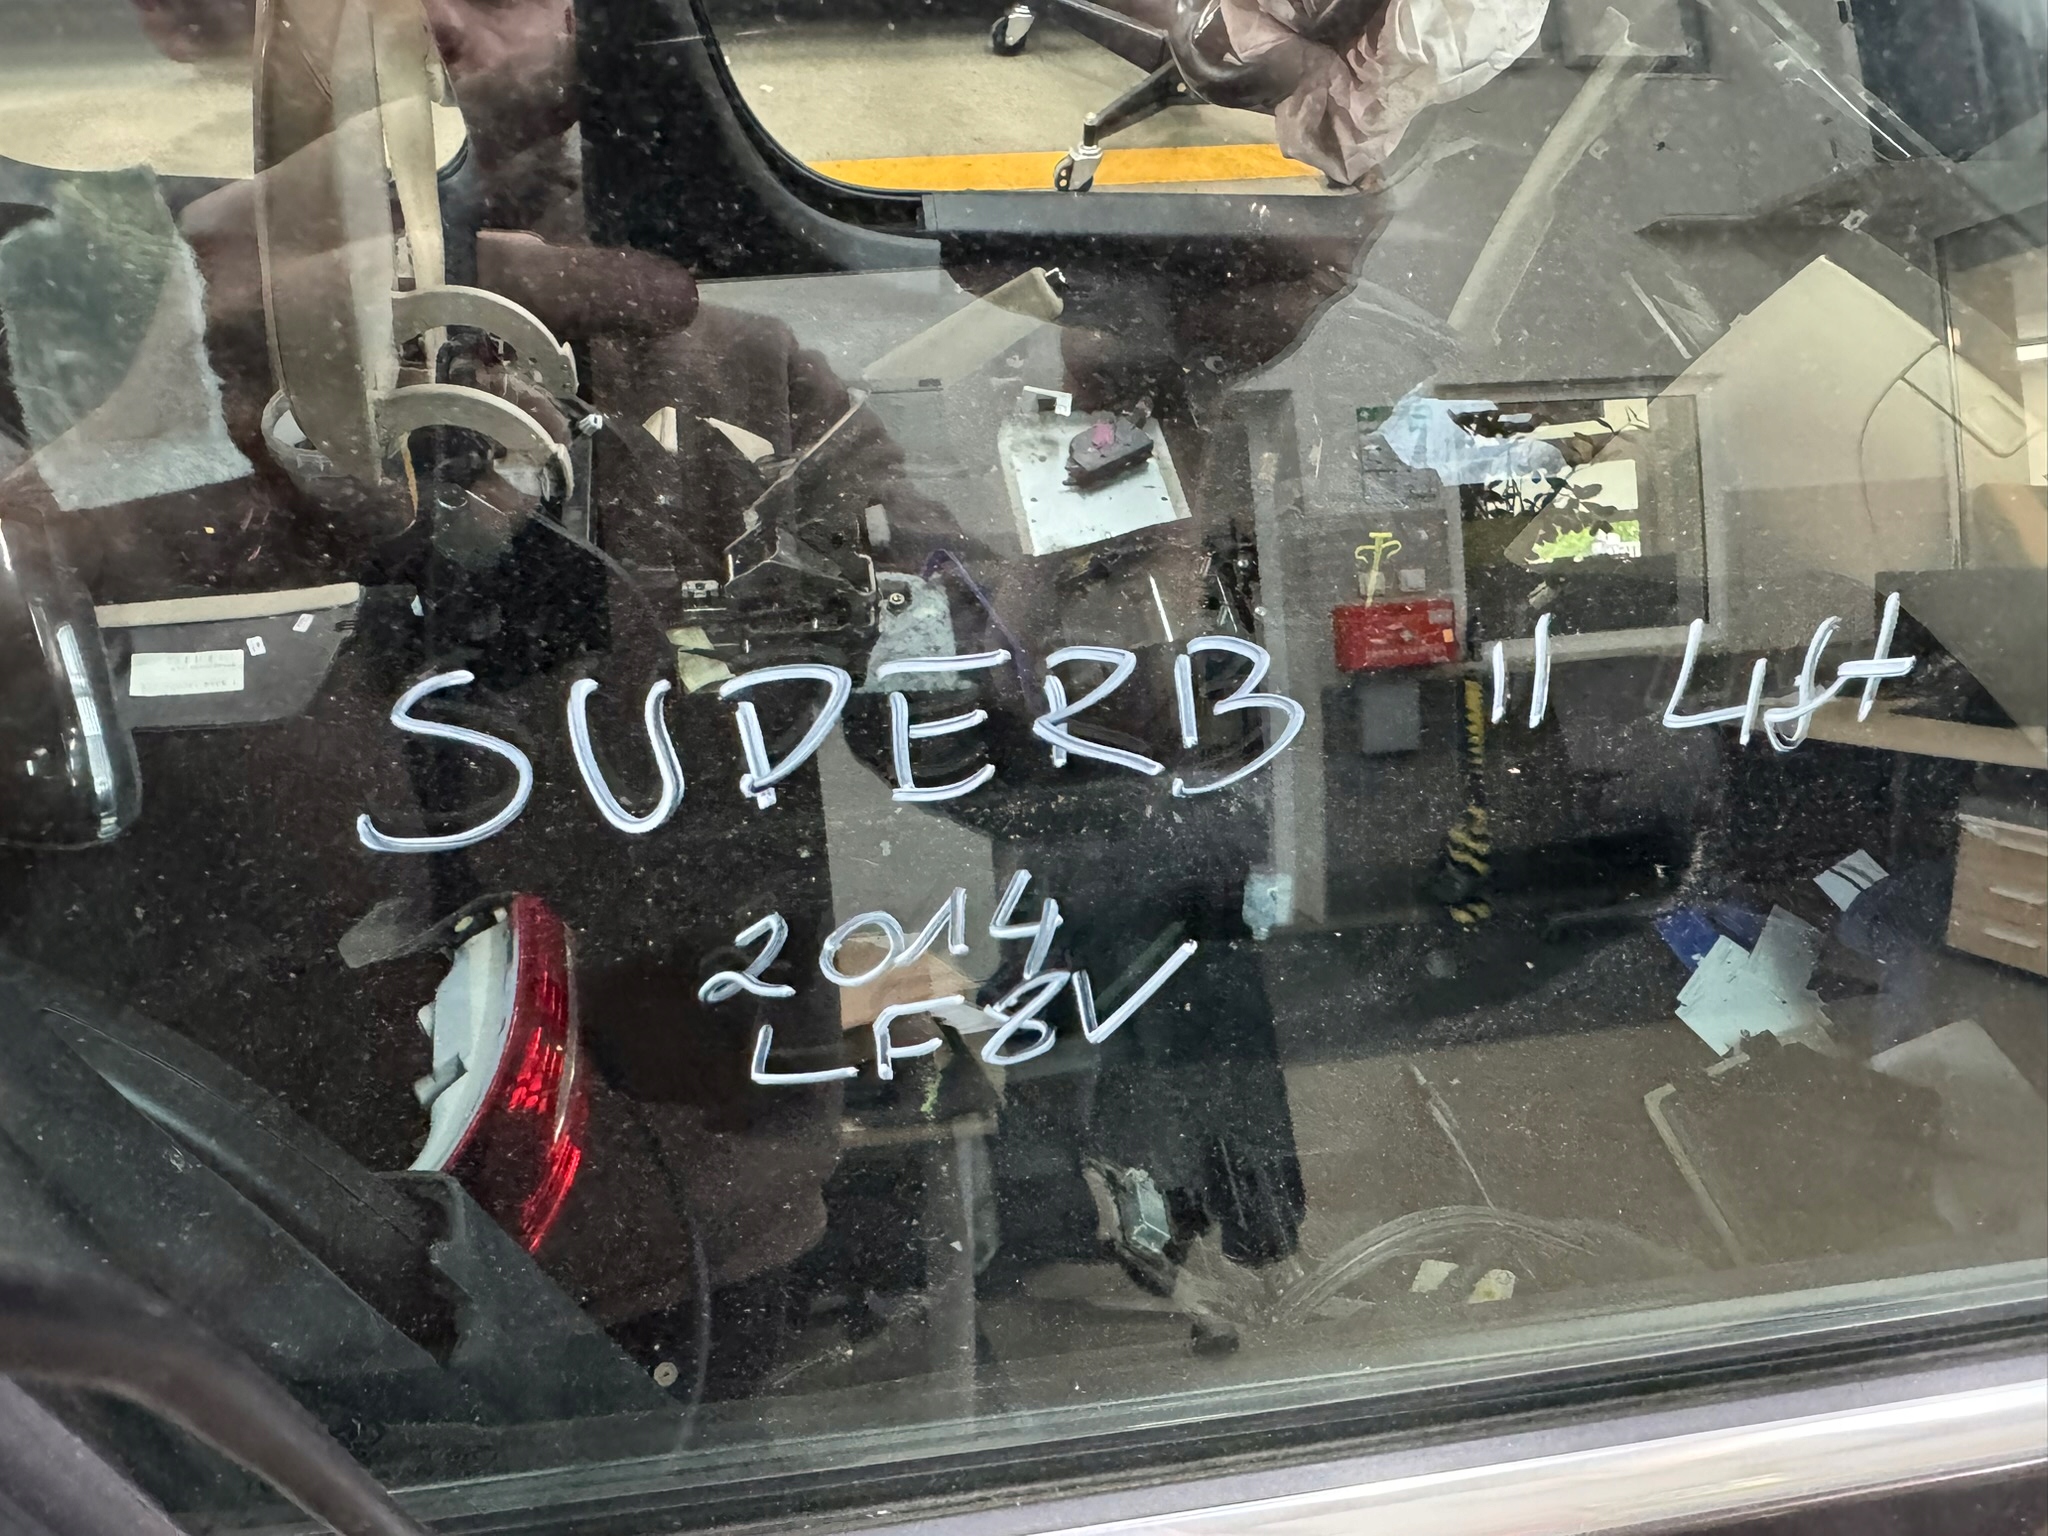 SUPERB II Lift
2014
LF8V